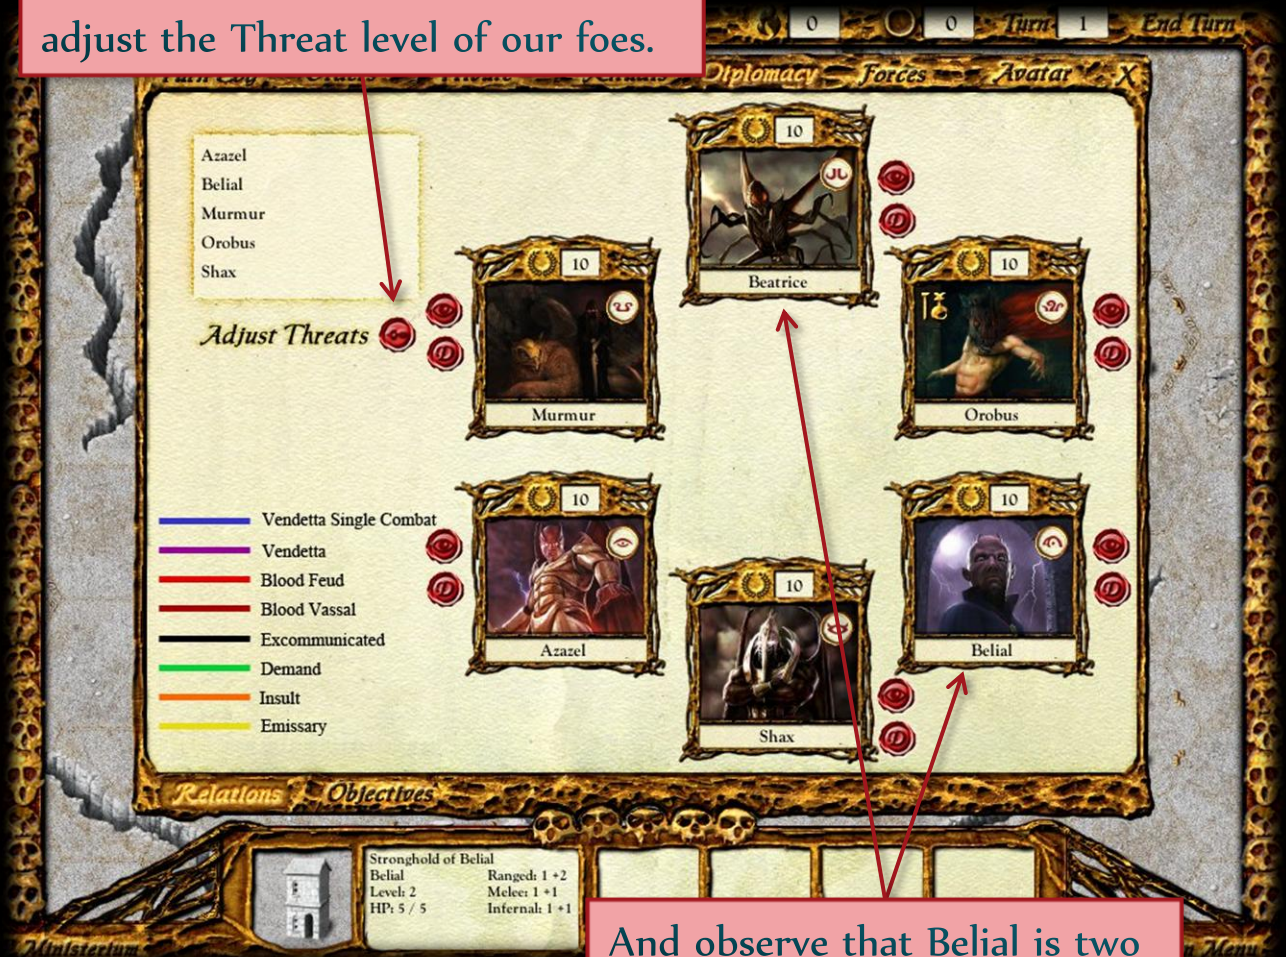 adjust the Threat level of our foes.
0 0 Turn 1 End Turn
Diplomacy Forces Avatar X
Azazel
Belial
Murmur
Orobus
Shax
Adjust Threats
10
Beatrice
10
Murmur
D
10
Orobus
D
D
10
Azazel
D
10
Shax
D
10
Belial
D
Vendetta Single Combat
Vendetta
Blood Feud
Blood Vassal
Excommunicated
Demand
Insult
Emissary
Relations Objectives
Stronghold of Belial
Belial Ranged: 1 +2
Level: 2 Melee: 1 +1
HP: 5 / 5 Infernal: 1 +1
And observe that Belial is two
Ministerium
Menu